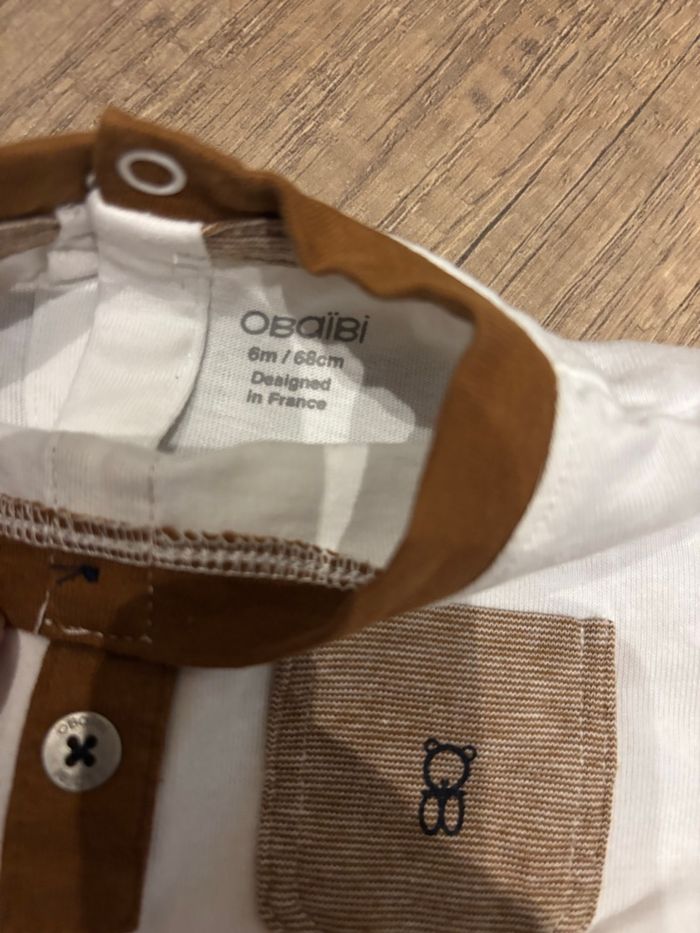 OBaïBi
6m / 68cm
Designed
in France